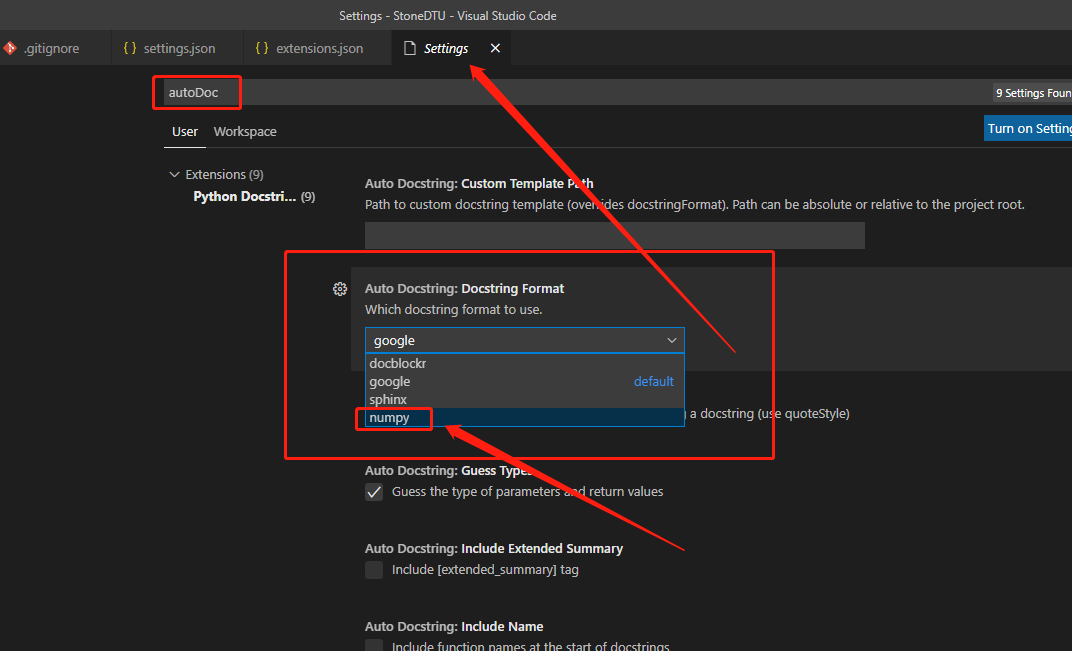 Settings - StoneDTU - Visual Studio Code
.gitignore
{ } settings.json
{ } extensions.json
Settings
autoDoc
9 Settings Foun
User
Workspace
Turn on Setting
Extensions (9)
Python Docstri... (9)
Auto Docstring: Custom Template Path
Path to custom docstring template (overrides docstringFormat). Path can be absolute or relative to the project root.
Auto Docstring: Docstring Format
Which docstring format to use.
google
docblockr
google default
sphinx
numpy
a docstring (use quoteStyle)
Auto Docstring: Guess Types
Guess the type of parameters and return values
Auto Docstring: Include Extended Summary
Include [extended_summary] tag
Auto Docstring: Include Name
Include function names at the start of docstrings